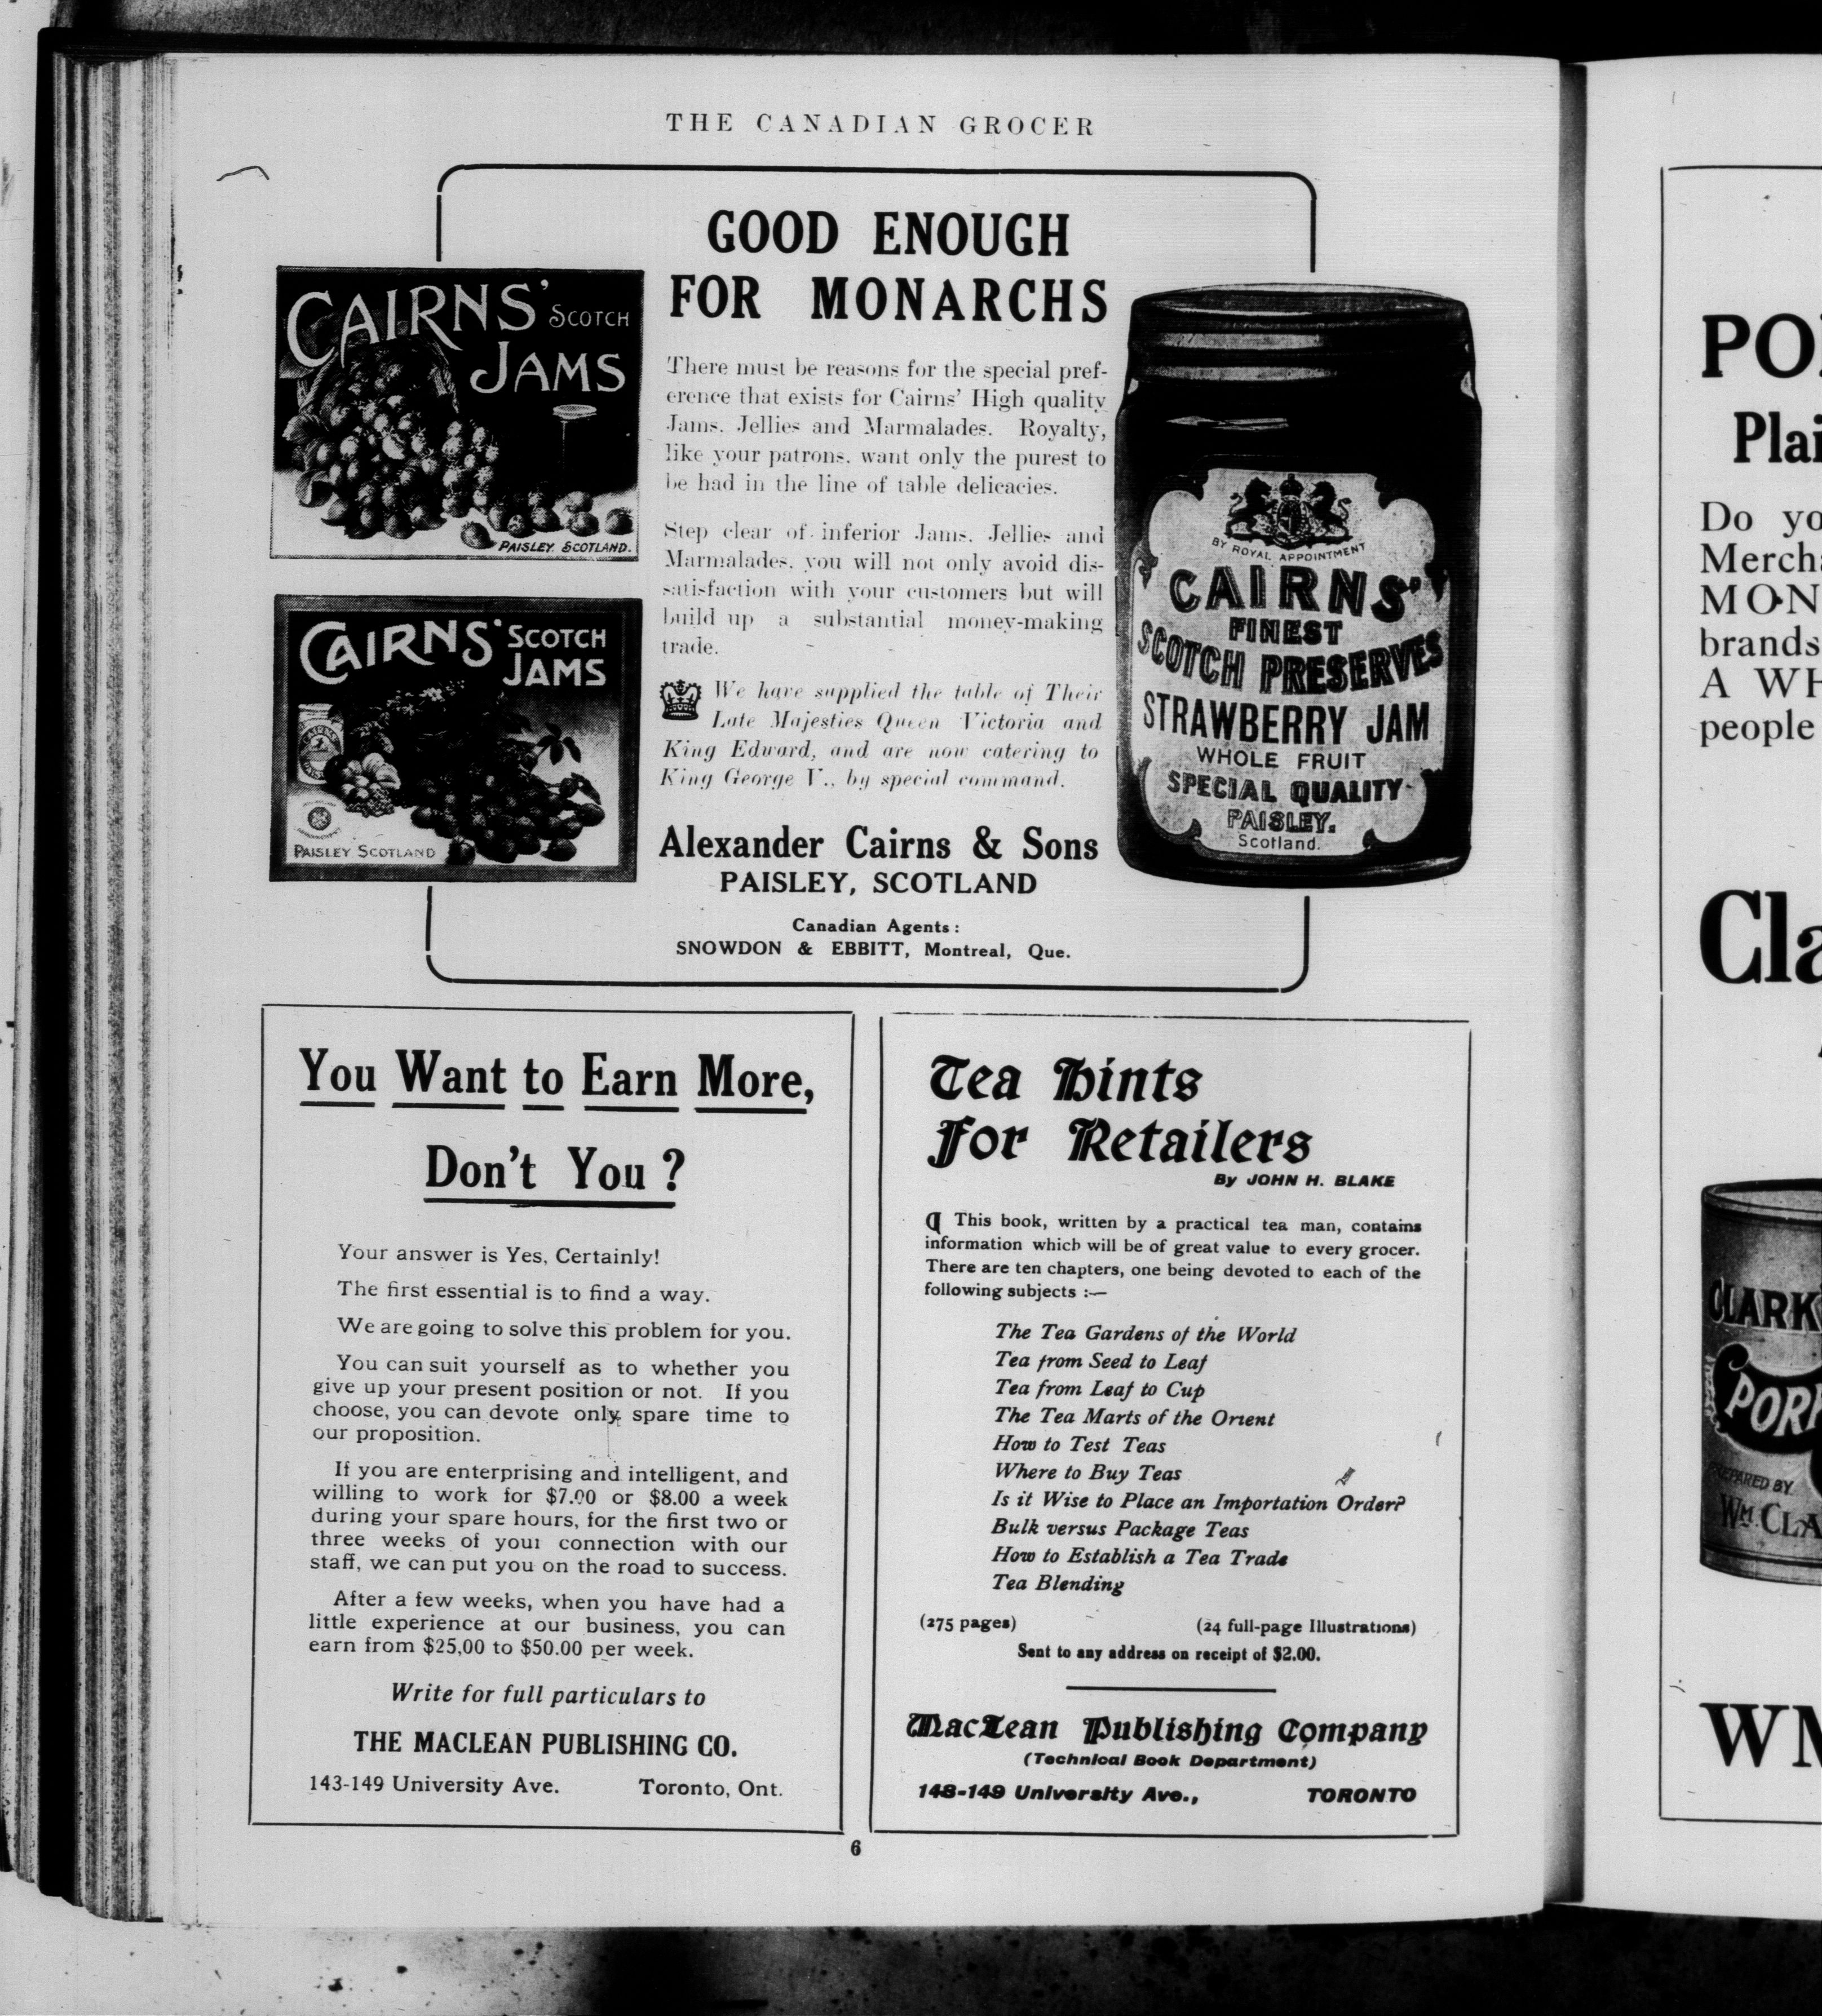 THE CANADIAN GROCER
GOOD ENOUGH
FOR MONARCHS
CAIRNS' SCOTCH
JAMS
PAISLEY. SCOTLAND.
CAIRNS' SCOTCH
JAMS
PAISLEY SCOTLAND
There must be reasons for the special pref-
erence that exists for Cairns' High quality
Jams, Jellies and Marmalades. Royalty,
like your patrons, want only the purest to
be had in the line of table delicacies.
Step clear of inferior Jams, Jellies and
Marmalades, you will not only avoid dis-
satisfaction with your customers but will
build up a substantial money-making
trade.
We have supplied the table of Their
Late Majesties Queen Victoria and
King Edward, and are now catering to
King George V., by special command.
Alexander Cairns & Sons
PAISLEY, SCOTLAND
Canadian Agents:
SNOWDON & EBBITT, Montreal, Que.
BY ROYAL APPOINTMENT
CAIRNS'
FINEST
SCOTCH PRESERVES
STRAWBERRY JAM
WHOLE FRUIT
SPECIAL QUALITY
PAISLEY.
Scotland.
You Want to Earn More,
Don't You?
Your answer is Yes, Certainly!
The first essential is to find a way.
We are going to solve this problem for you.
You can suit yourself as to whether you
give up your present position or not. If you
choose, you can devote only spare time to
our proposition.
If you are enterprising and intelligent, and
willing to work for $7.00 or $8.00 a week
during your spare hours, for the first two or
three weeks of your connection with our
staff, we can put you on the road to success.
After a few weeks, when you have had a
little experience at our business, you can
earn from $25,00 to $50.00 per week.
Write for full particulars to
THE MACLEAN PUBLISHING CO.
143-149 University Ave. Toronto, Ont.
Tea Hints
for Retailers
By JOHN H. BLAKE
¶ This book, written by a practical tea man, contains
information which will be of great value to every grocer.
There are ten chapters, one being devoted to each of the
following subjects :—
The Tea Gardens of the World
Tea from Seed to Leaf
Tea from Leaf to Cup
The Tea Marts of the Orient
How to Test Teas
Where to Buy Teas
Is it Wise to Place an Importation Order?
Bulk versus Package Teas
How to Establish a Tea Trade
Tea Blending
(275 pages) (24 full-page Illustrations)
Sent to any address on receipt of $2.00.
MacLean Publishing Company
(Technical Book Department)
143-149 University Ave., TORONTO
6
Plai
Do yo
Merch
MON
brands
A WH
people
Cla
CLARK'
POR
PREPARED BY
WM. CLA
WM